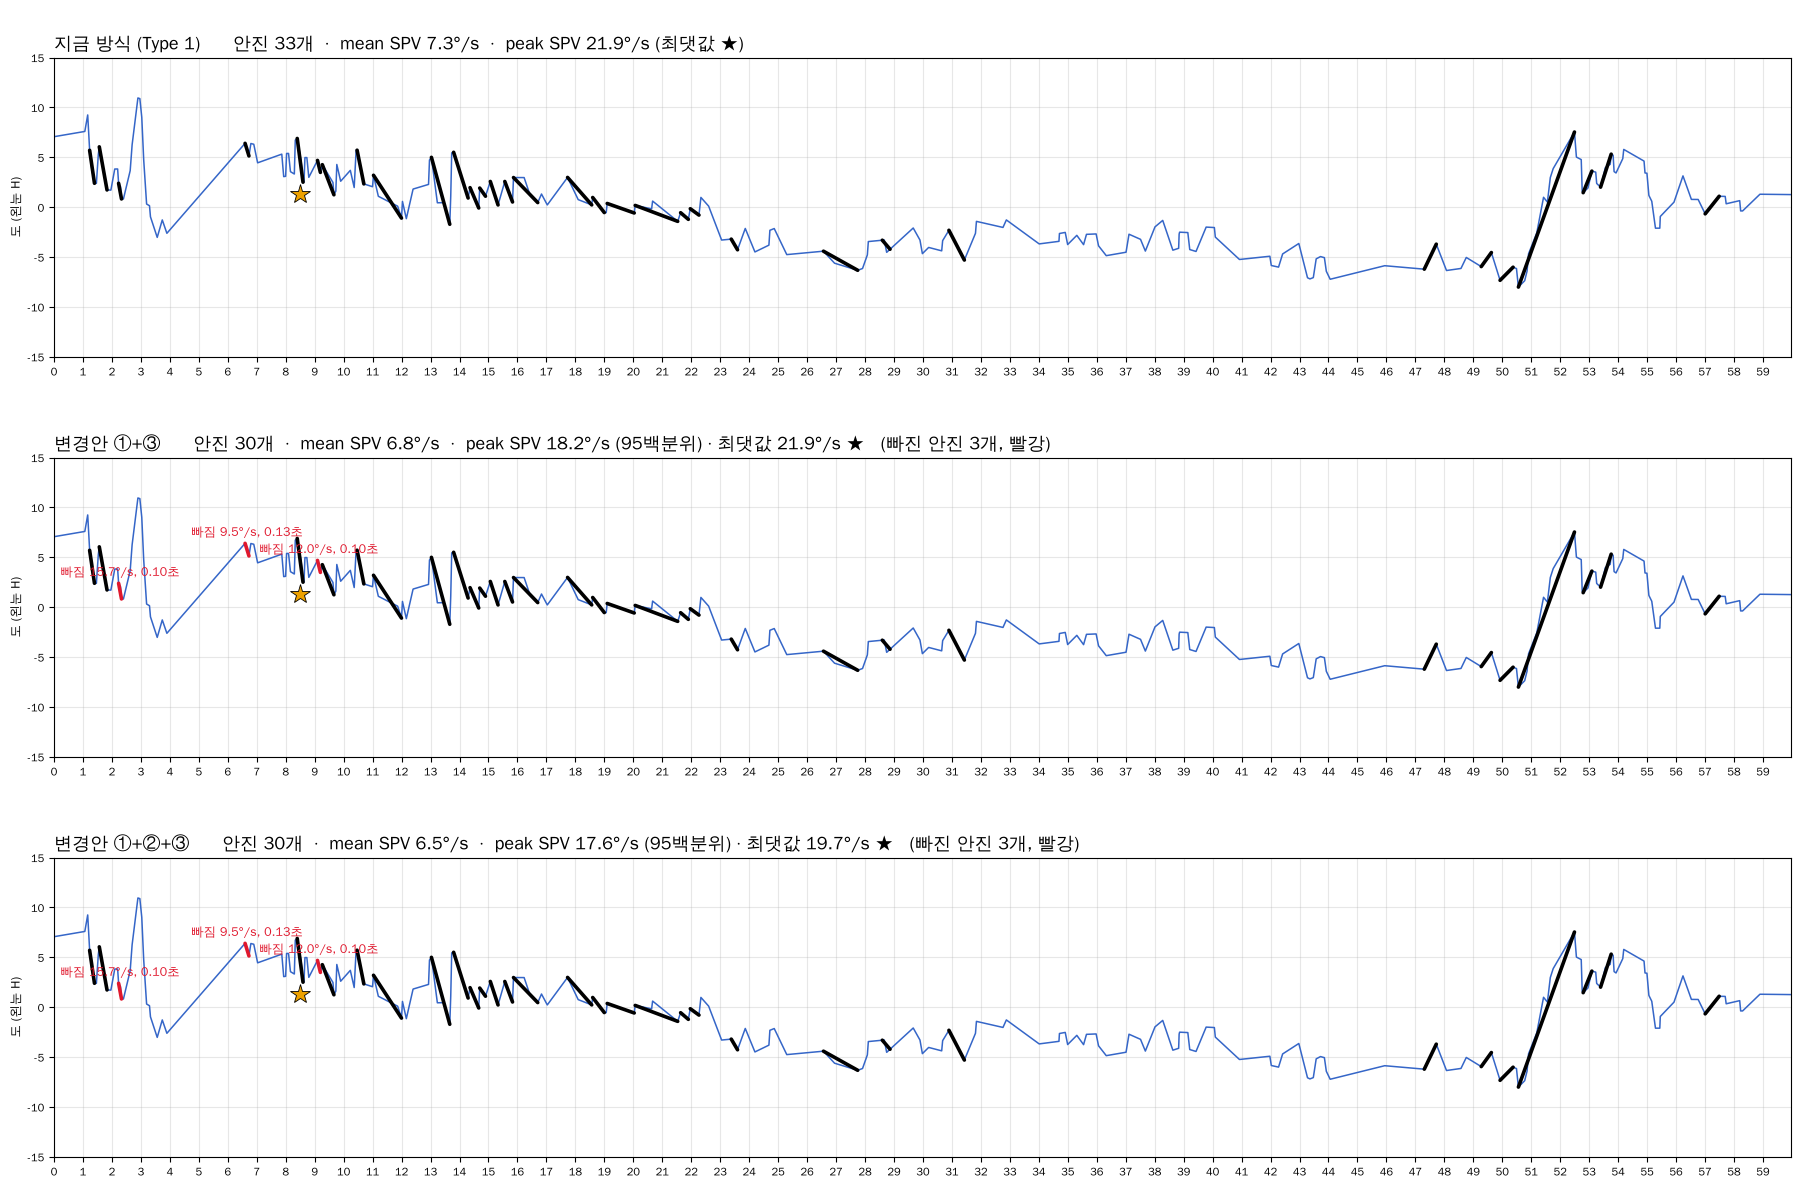 지금 방식 (Type 1) 안진 33개 · mean SPV 7.3°/s · peak SPV 21.9°/s (최댓값 ★)
15
10
5
0
-5
-10
-15
도 (왼눈 H)
0 1 2 3 4 5 6 7 8 9 10 11 12 13 14 15 16 17 18 19 20 21 22 23 24 25 26 27 28 29 30 31 32 33 34 35 36 37 38 39 40 41 42 43 44 45 46 47 48 49 50 51 52 53 54 55 56 57 58 59
변경안 ①+③ 안진 30개 · mean SPV 6.8°/s · peak SPV 18.2°/s (95백분위) · 최댓값 21.9°/s ★ (빠진 안진 3개, 빨강)
15
10
5
0
-5
-10
-15
도 (왼눈 H)
빠짐 9.5°/s, 0.13초
빠짐 12.0°/s, 0.10초
빠짐 7°/s, 0.10초
0 1 2 3 4 5 6 7 8 9 10 11 12 13 14 15 16 17 18 19 20 21 22 23 24 25 26 27 28 29 30 31 32 33 34 35 36 37 38 39 40 41 42 43 44 45 46 47 48 49 50 51 52 53 54 55 56 57 58 59
변경안 ①+②+③ 안진 30개 · mean SPV 6.5°/s · peak SPV 17.6°/s (95백분위) · 최댓값 19.7°/s ★ (빠진 안진 3개, 빨강)
15
10
5
0
-5
-10
-15
도 (왼눈 H)
빠짐 9.5°/s, 0.13초
빠짐 12.0°/s, 0.10초
빠짐 7°/s, 0.10초
0 1 2 3 4 5 6 7 8 9 10 11 12 13 14 15 16 17 18 19 20 21 22 23 24 25 26 27 28 29 30 31 32 33 34 35 36 37 38 39 40 41 42 43 44 45 46 47 48 49 50 51 52 53 54 55 56 57 58 59